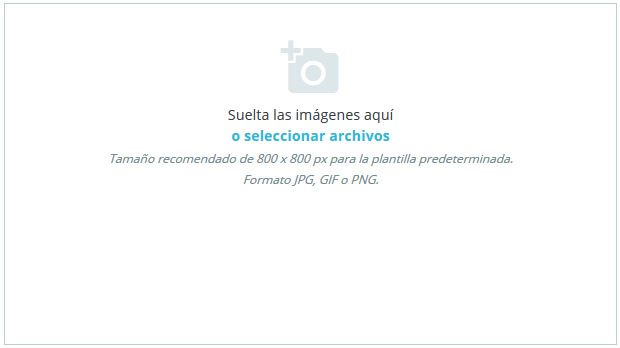 Suelta las imágenes aquí
o seleccionar archivos
Tamaño recomendado de 800 x 800 px para la plantilla predeterminada.
Formato JPG, GIF o PNG.